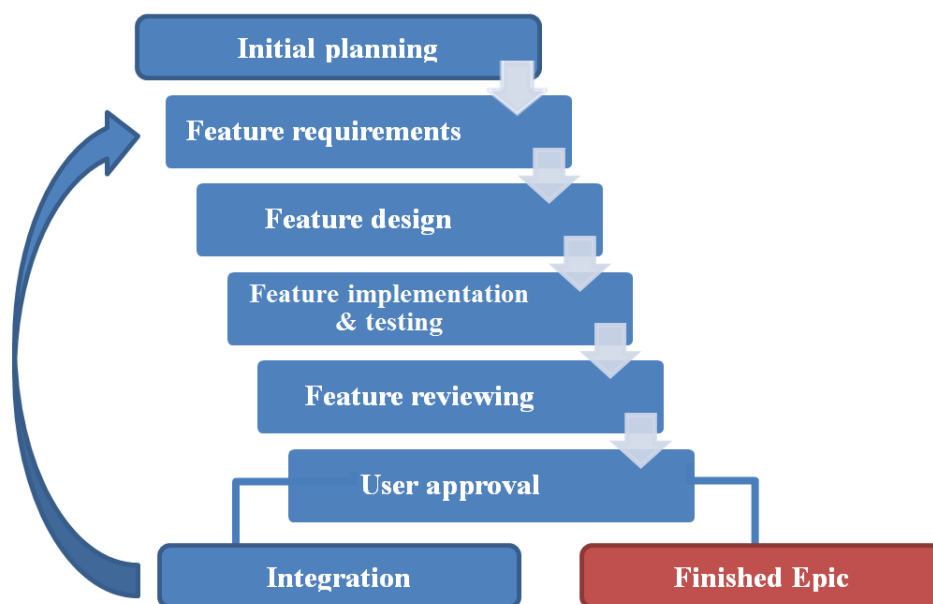 Initial planning
Feature requirements
Feature design
Feature implementation
& testing
Feature reviewing
User approval
Integration
Finished Epic